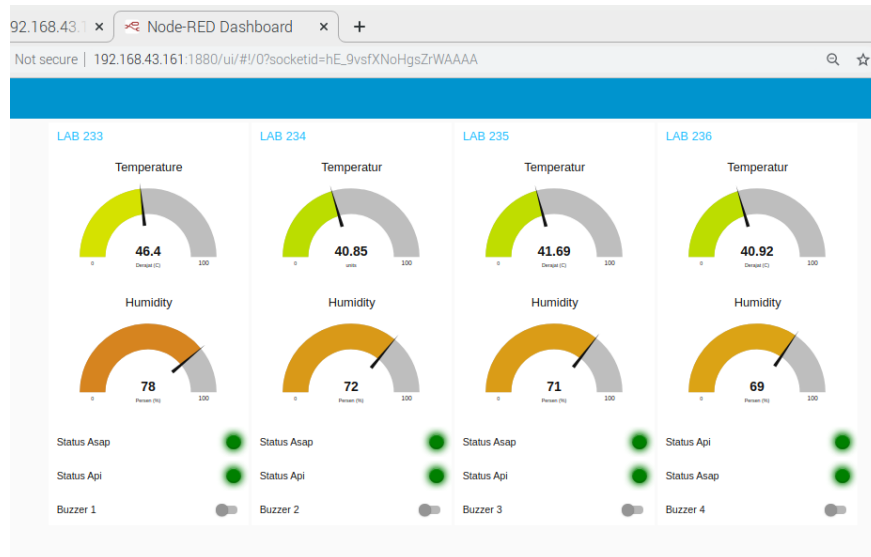 92.168.43.1 × Node-RED Dashboard × +
Not secure | 192.168.43.161:1880/ui/#!/0?socketid=hE_9vsfXNoHgsZrWAAAA
LAB 233 LAB 234 LAB 235 LAB 236
Temperature Temperatur Temperatur Temperatur
46.4 40.85 41.69 40.92
0 Derajat (C) 100 0 units 100 0 Derajat (C) 100 0 Derajat (C) 100
Humidity Humidity Humidity Humidity
78 72 71 69
0 Persen (%) 100 0 Persen (%) 100 0 Persen (%) 100 0 Persen (%) 100
Status Asap Status Asap Status Asap Status Api
Status Api Status Api Status Api Status Asap
Buzzer 1 Buzzer 2 Buzzer 3 Buzzer 4